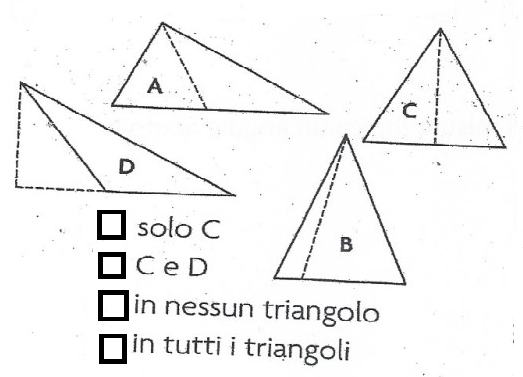 A
C
D
B
solo C
C e D
in nessun triangolo
in tutti i triangoli